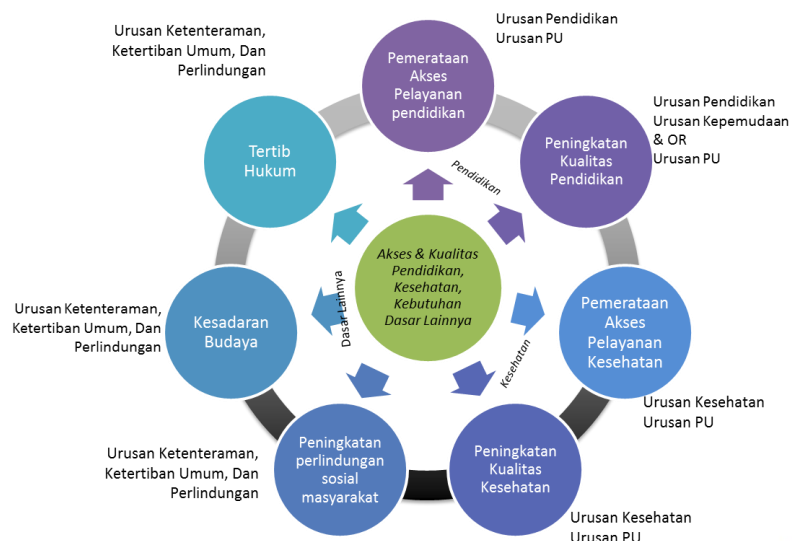 Urusan Pendidikan
Urusan PU
Urusan Ketenteraman,
Ketertiban Umum, Dan
Perlindungan
Pemerataan
Akses
Pelayanan
pendidikan
Urusan Pendidikan
Urusan Kepemudaan
& OR
Urusan PU
Tertib
Hukum
Peningkatan
Kualitas
Pendidikan
Pendidikan
Akses & Kualitas
Pendidikan,
Kesehatan,
Kebutuhan
Dasar Lainnya
Dasar Lainnya
Urusan Ketenteraman,
Ketertiban Umum, Dan
Perlindungan
Kesadaran
Budaya
Pemerataan
Akses
Pelayanan
Kesehatan
Kesehatan
Urusan Kesehatan
Urusan PU
Urusan Ketenteraman,
Ketertiban Umum, Dan
Perlindungan
Peningkatan
perlindungan
sosial
masyarakat
Peningkatan
Kualitas
Kesehatan
Urusan Kesehatan
Urusan PU